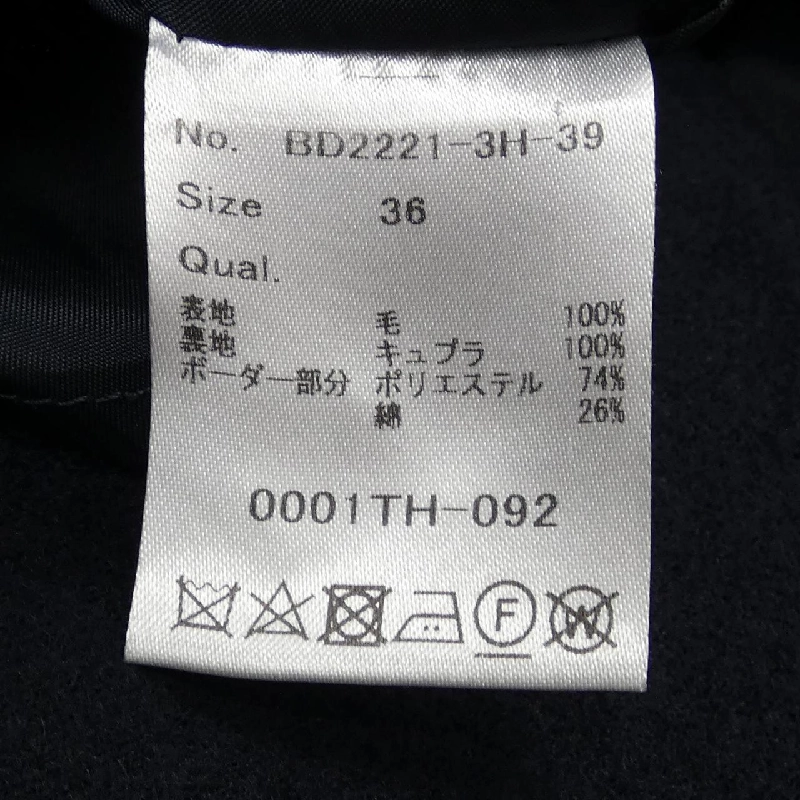 No. BD2221-3H-39
Size 36
Qual.
表地 毛 100%
裏地 キュプラ 100%
ボーダー部分 ポリエステル 74%
綿 26%
0001TH-092
F W